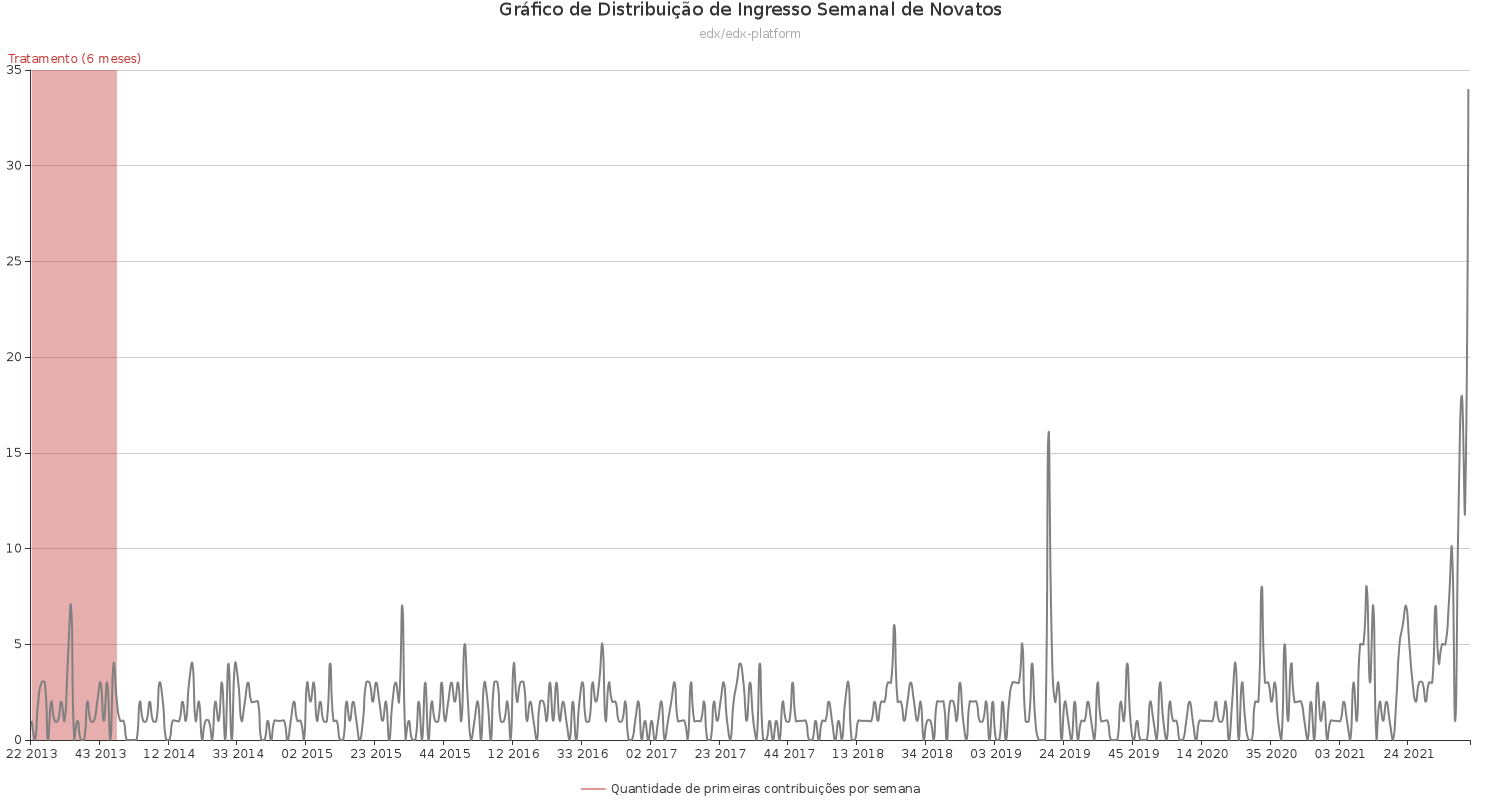 Gráfico de Distribuição de Ingresso Semanal de Novatos
edx/edx-platform
Tratamento (6 meses)
35
30
25
20
15
10
5
0
22 2013 43 2013 12 2014 33 2014 02 2015 23 2015 44 2015 12 2016 33 2016 02 2017 23 2017 44 2017 13 2018 34 2018 03 2019 24 2019 45 2019 14 2020 35 2020 03 2021 24 2021
Quantidade de primeiras contribuições por semana